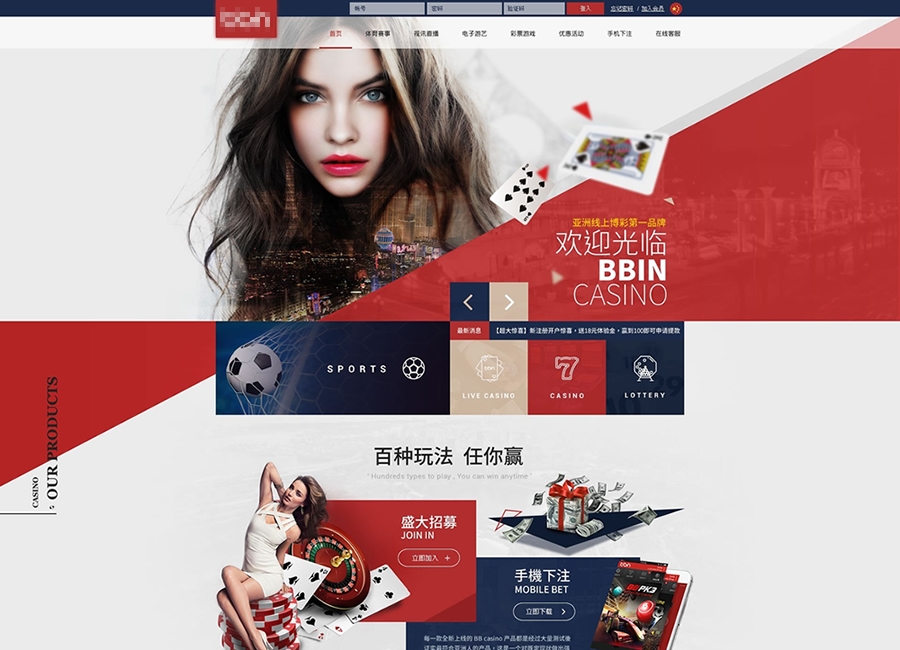 帐号
密码
验证码
登入
忘记密码 / 加入会员
首页
体育赛事
视讯直播
电子游艺
彩票游戏
优惠活动
手机下注
在线客服
亚洲线上博彩第一品牌
欢迎光临
BBIN
CASINO
最新消息
【超大惊喜】新注册开户惊喜，送18元体验金，赢到100即可申请提款
SPORTS
LIVE CASINO
CASINO
LOTTERY
CASINO
OUR PRODUCTS
百种玩法 任你赢
"Hundreds types to play , You can win anytime"
盛大招募
JOIN IN
立即加入 +
手機下注
MOBILE BET
立即下载
PK3
每一款全新上线的 BB casino 产品都是经过大量测试後